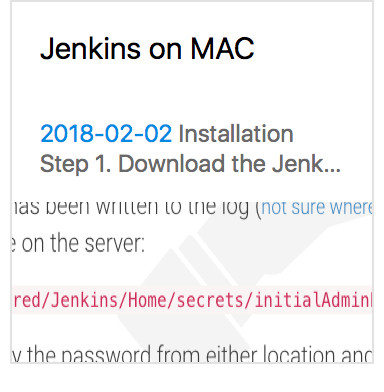 Jenkins on MAC
2018-02-02 Installation
Step 1. Download the Jenk...
has been written to the log (not sure where
e on the server:
red/Jenkins/Home/secrets/initialAdmin
y the password from either location and